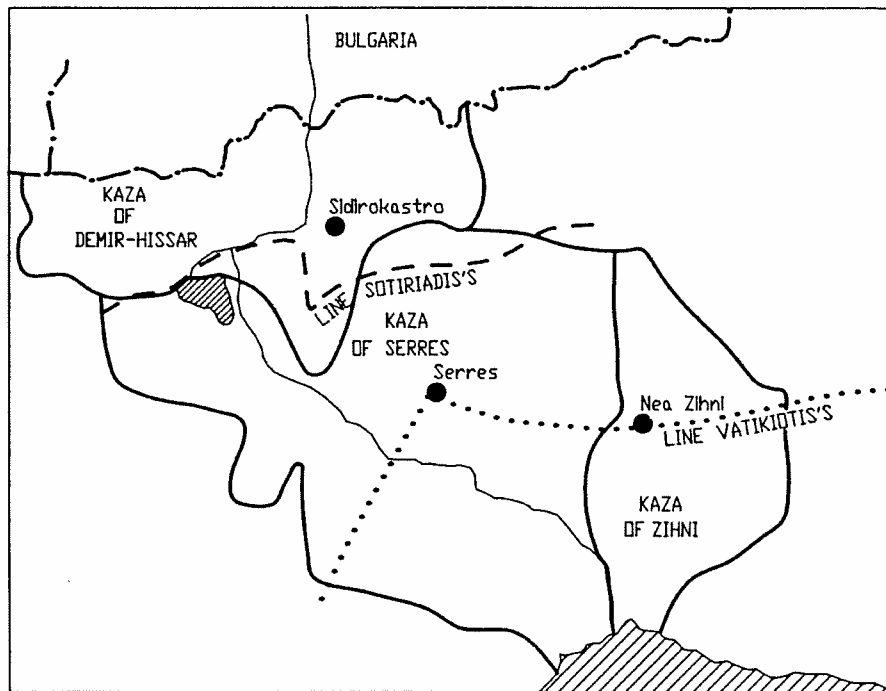 BULGARIA
KAZA
OF
DEMIR-HISSAR
Sidirokastro
LINE SOTIRIADIS'S
KAZA
OF SERRES
Serres
Nea Zihni
LINE VATIKIOTIS'S
KAZA
OF ZIHNI